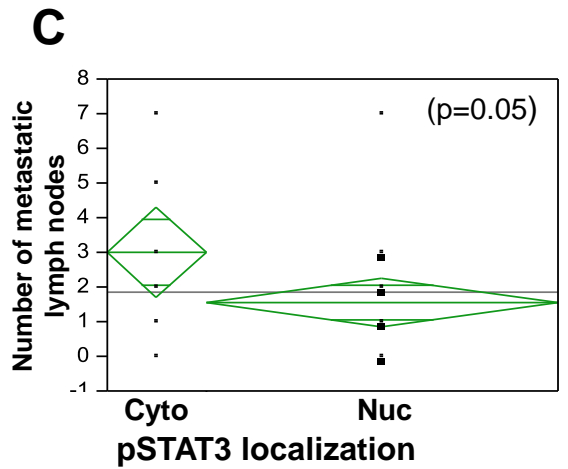 C
(p=0.05)
Number of metastatic
lymph nodes
8
7
6
5
4
3
2
1
0
-1
Cyto Nuc
pSTAT3 localization